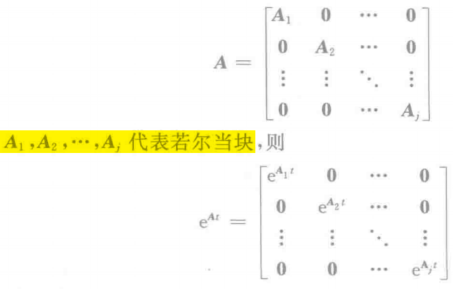 A = [A₁ 0 ⋯ 0
0 A₂ ⋯ 0
⋮ ⋮ ⋱ ⋮
0 0 ⋯ Aⱼ]
A₁,A₂,⋯,Aⱼ 代表若尔当块,则
e^{At} = [e^{A₁t} 0 ⋯ 0
0 e^{A₂t} ⋯ 0
⋮ ⋮ ⋱ ⋮
0 0 ⋯ e^{Aⱼt}]